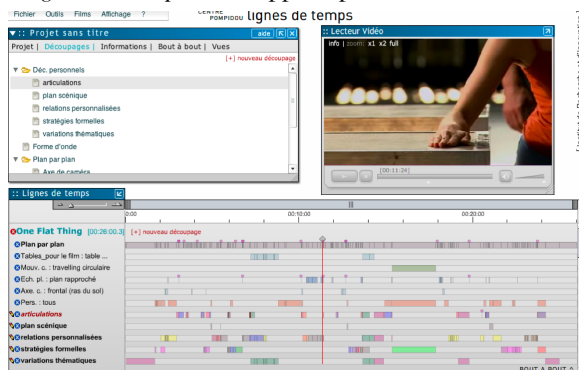 Fichier Outils Films Affichage ?
CENTRE
POMPIDOU lignes de temps
:: Projet sans titre aide
Projet | Découpages | Informations | Bout à bout | Vues
[+] nouveau découpage
Déc. personnels
articulations
plan scénique
relations personnalisées
stratégies formelles
variations thématiques
Forme d'onde
Plan par plan
Axe de caméra
:: Lecteur Vidéo
info | zoom: x1 x2 full
[00:11:24]
:: Lignes de temps
0:00 00:10:00 00:20:00
One Flat Thing [00:26:00.3] [+] nouveau découpage
Plan par plan
Tables_pour le film : table ...
Mouv. c. : travelling circulaire
Ech. pl. : plan rapproché
Axe. c. : frontal (ras du sol)
Pers. : tous
articulations
plan scénique
relations personnalisées
stratégies formelles
variations thématiques
BOUT A BOUT